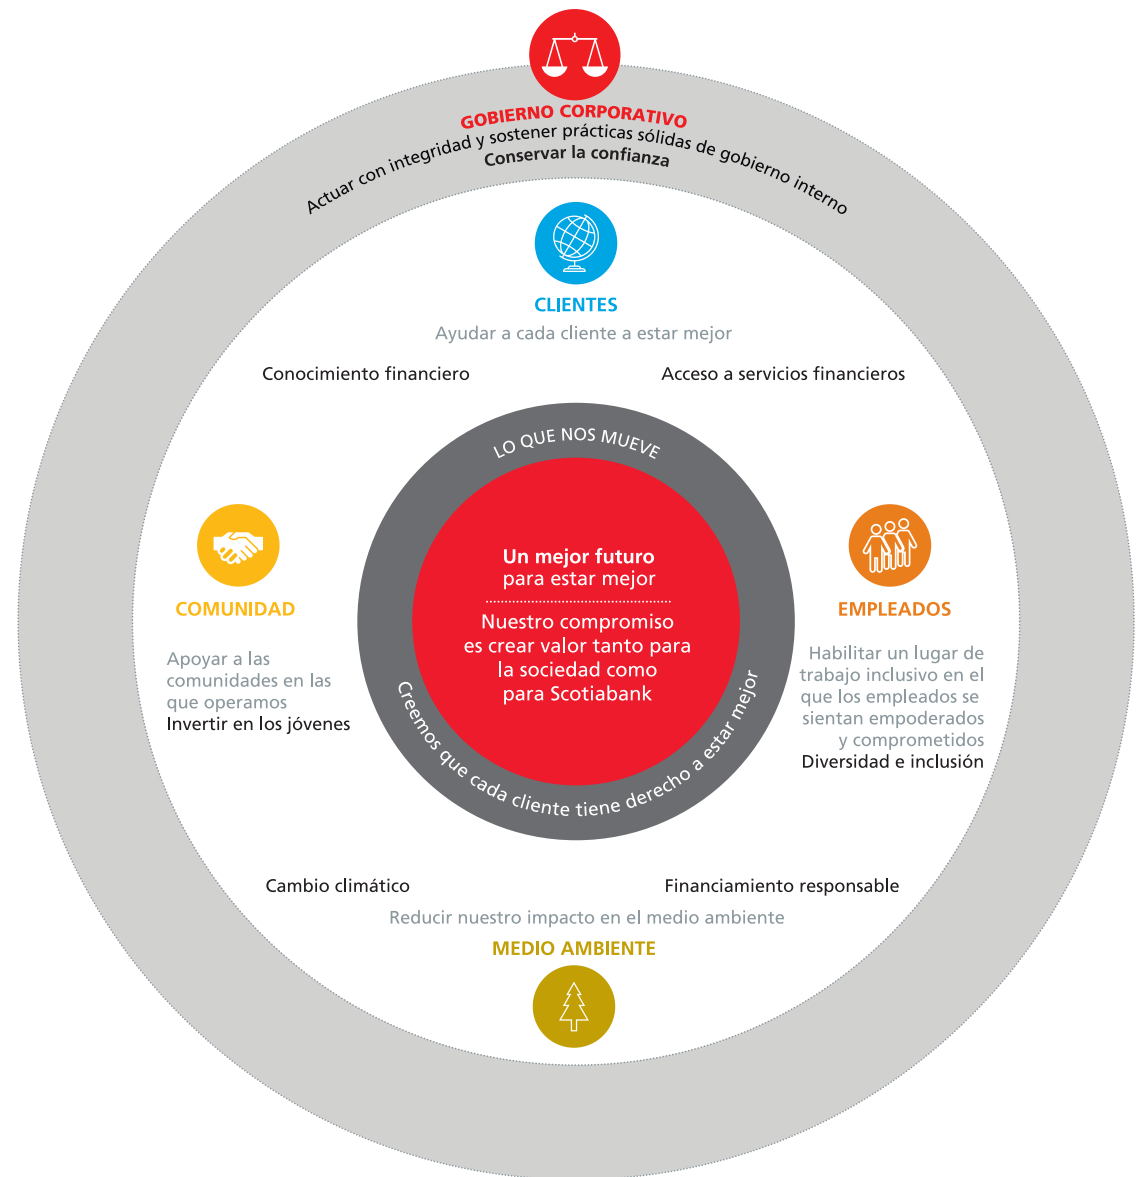 GOBIERNO CORPORATIVO
Actuar con integridad y sostener prácticas sólidas de gobierno interno
Conservar la confianza
CLIENTES
Ayudar a cada cliente a estar mejor
Conocimiento financiero
Acceso a servicios financieros
LO QUE NOS MUEVE
Un mejor futuro
para estar mejor
Nuestro compromiso
es crear valor tanto para
la sociedad como
para Scotiabank
Creemos que cada cliente tiene derecho a estar mejor
COMUNIDAD
Apoyar a las
comunidades en las
que operamos
Invertir en los jóvenes
EMPLEADOS
Habilitar un lugar de
trabajo inclusivo en el
que los empleados se
sientan empoderados
y comprometidos
Diversidad e inclusión
Cambio climático
Financiamiento responsable
Reducir nuestro impacto en el medio ambiente
MEDIO AMBIENTE